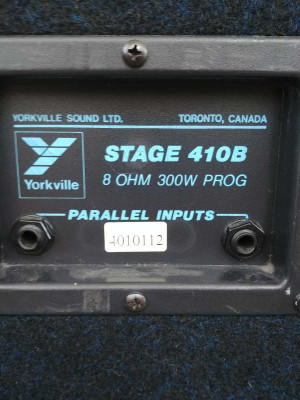 YORKVILLE SOUND LTD. TORONTO, CANADA
Yorkville
STAGE 410B
8 OHM 300W PROG
PARALLEL INPUTS
4010112